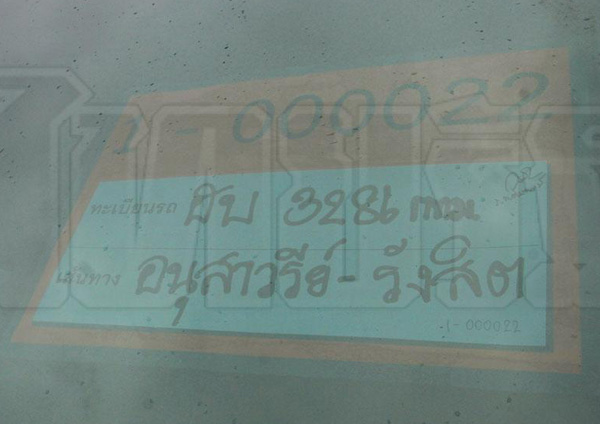 1-000022
ทะเบียนรถ ฮบ 3286 กทม.
เส้นทาง อนุสาวรีย์-รังสิต
1-000022